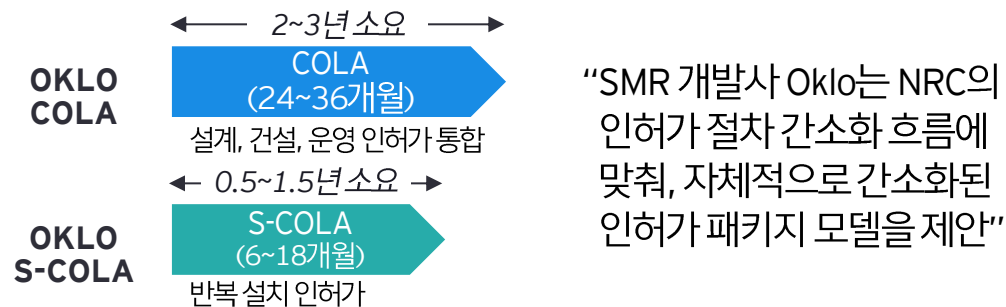 2~3년 소요
OKLO
COLA
COLA
(24~36개월)
설계, 건설, 운영 인허가 통합
0.5~1.5년 소요
OKLO
S-COLA
S-COLA
(6~18개월)
반복 설치 인허가
“SMR 개발사 Oklo는 NRC의
인허가 절차 간소화 흐름에
맞춰, 자체적으로 간소화된
인허가 패키지 모델을 제안”